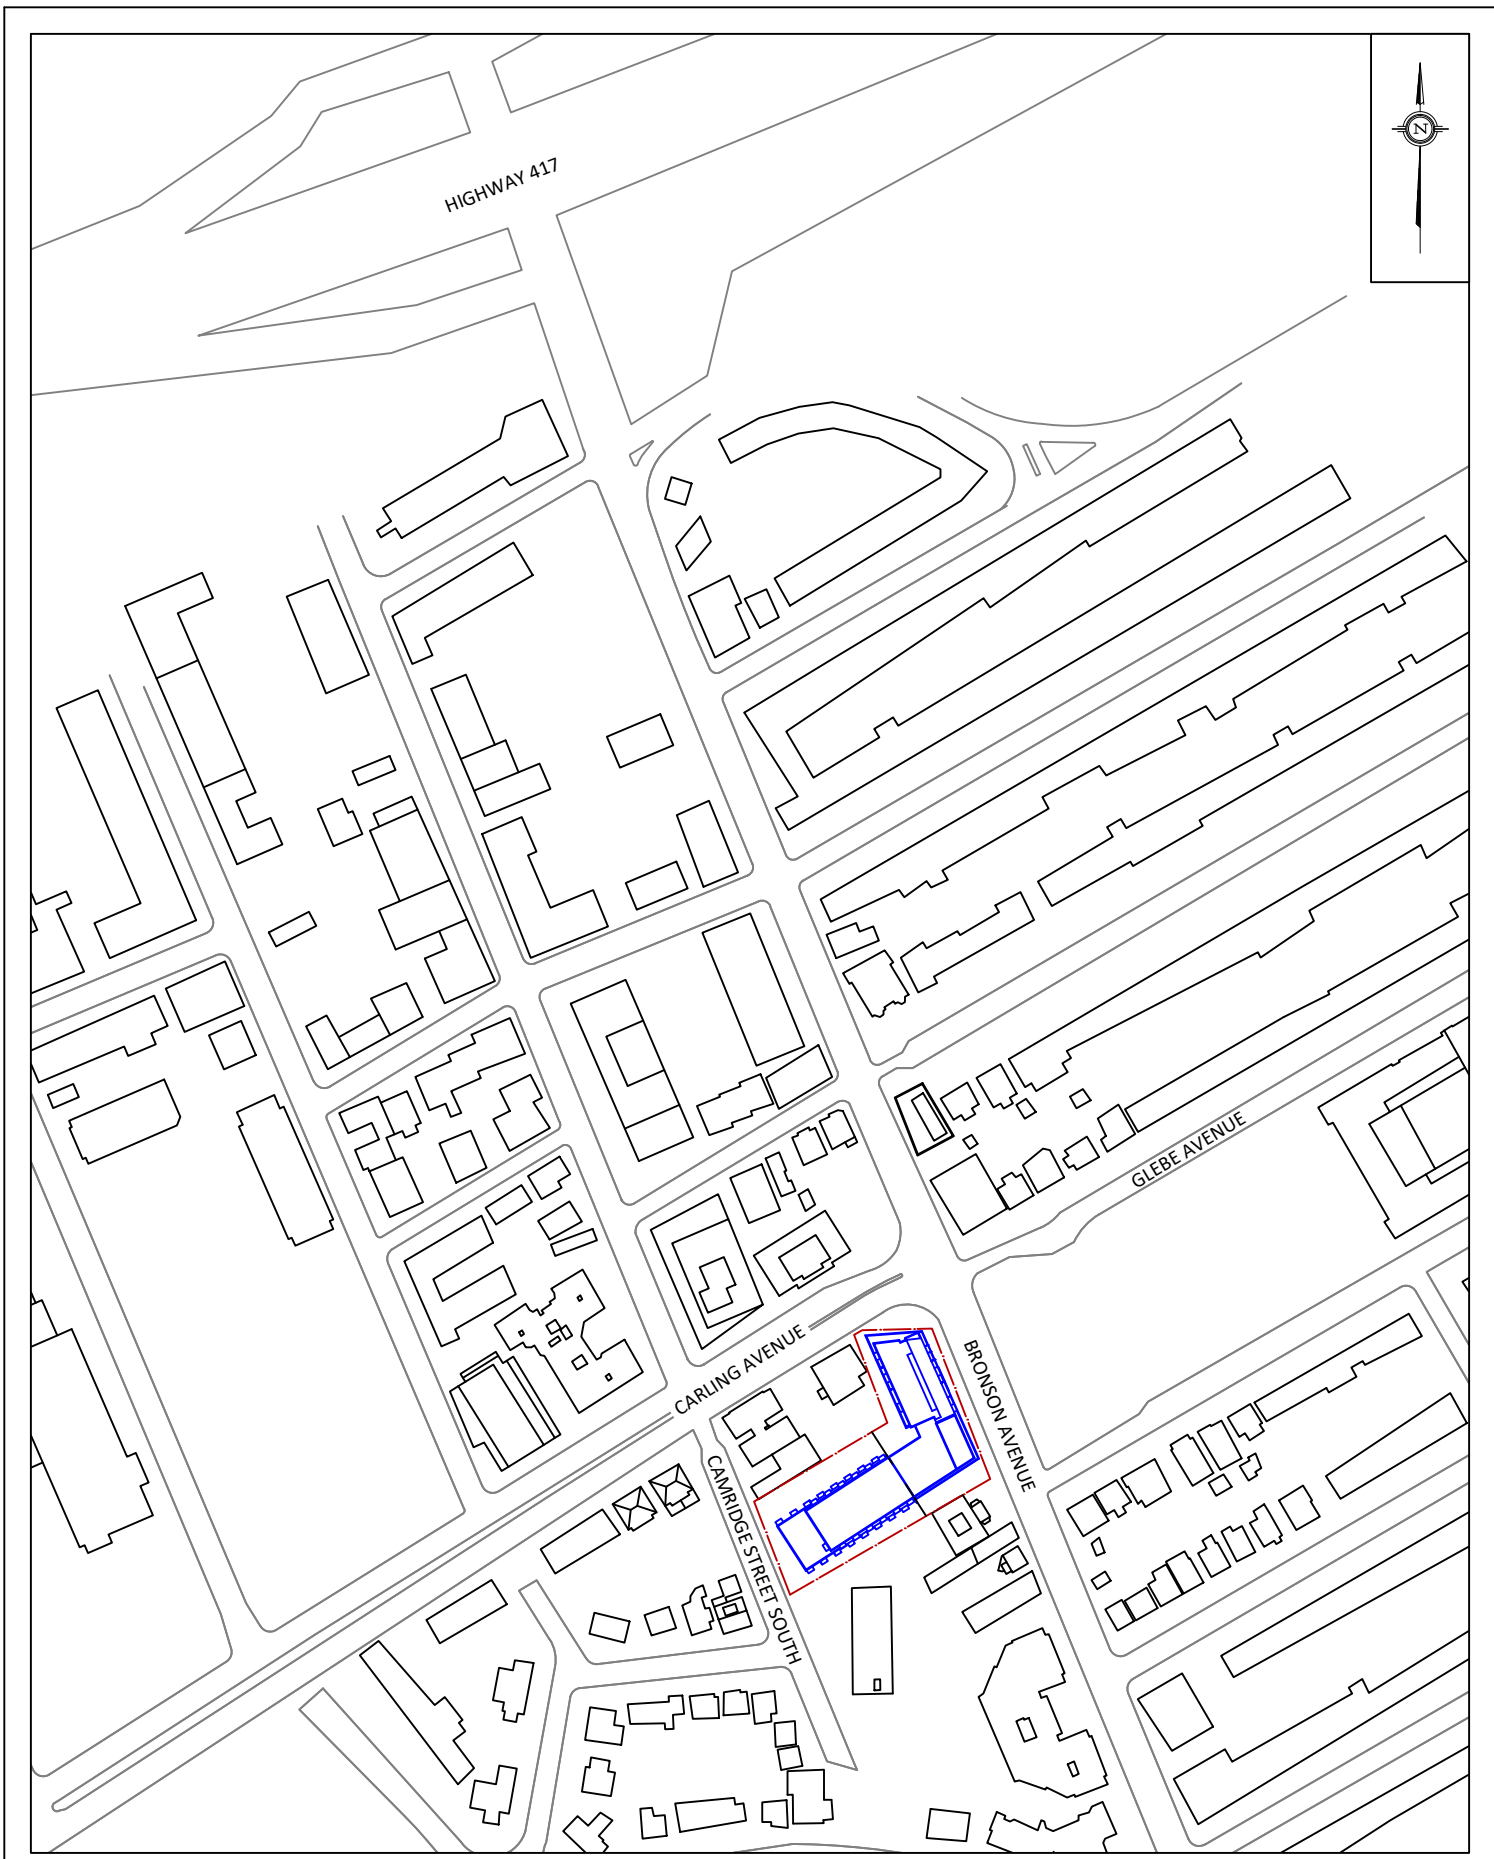 HIGHWAY 417
N
GLEBE AVENUE
CARLING AVENUE
BRONSON AVENUE
CAMRIDGE STREET SOUTH